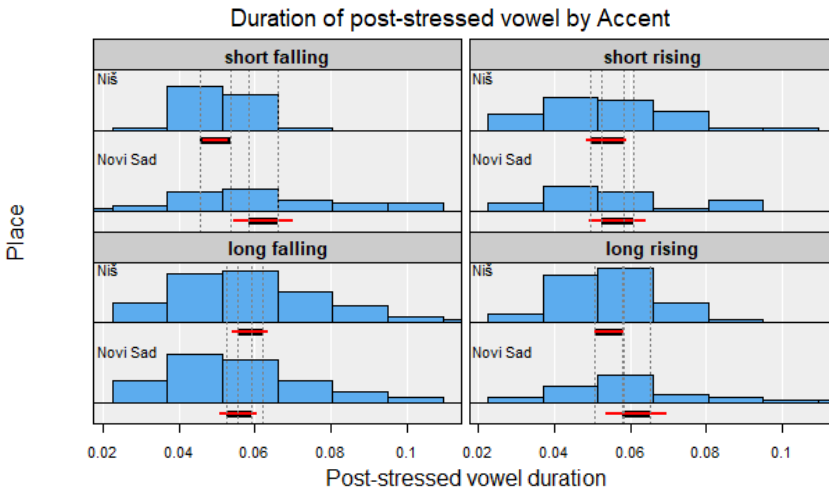 Duration of post-stressed vowel by Accent
short falling
short rising
Niš
Niš
Novi Sad
Novi Sad
Place
long falling
long rising
Niš
Niš
Novi Sad
Novi Sad
0.02 0.04 0.06 0.08 0.1
0.02 0.04 0.06 0.08 0.1
Post-stressed vowel duration